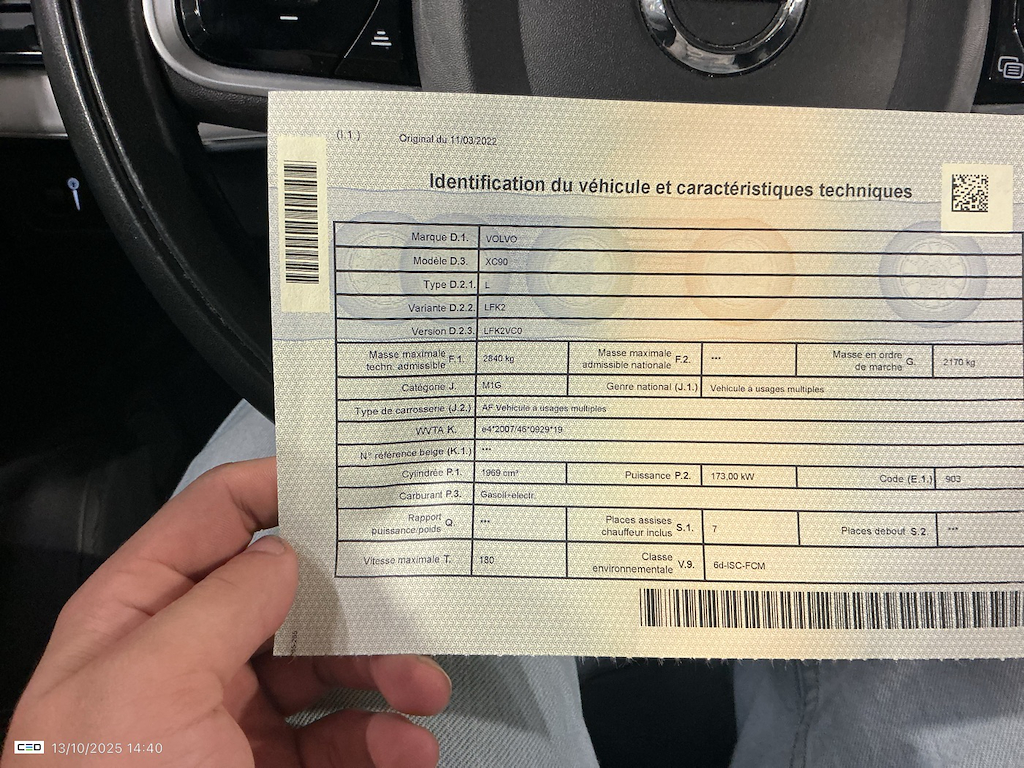 (I.1.) Original du 11/03/2022
Identification du véhicule et caractéristiques techniques
Marque D.1. VOLVO
Modèle D.3. XC90
Type D.2.1. L
Variante D.2.2. LFK2
Version D.2.3. LFK2VC0
Masse maximale techn. admissible F.1. 2840 kg Masse maximale admissible nationale F.2. *** Masse en ordre de marche G. 2170 kg
Catégorie J. M1G Genre national (J.1.) Véhicule à usages multiples
Type de carrosserie (J.2.) AF Véhicule à usages multiples
WVTA K. e4*2007/46*0929*19
N° référence belge (K.1.) ***
Cylindrée P.1. 1969 cm³ Puissance P.2. 173,00 kW Code (E.1.) 903
Carburant P.3. Gasoil+électr.
Rapport puissance/poids Q. *** Places assises chauffeur inclus S.1. 7 Places debout S.2. ***
Vitesse maximale T. 180 Classe environnementale V.9. 6d-ISC-FCM
CEO 13/10/2025 14:40